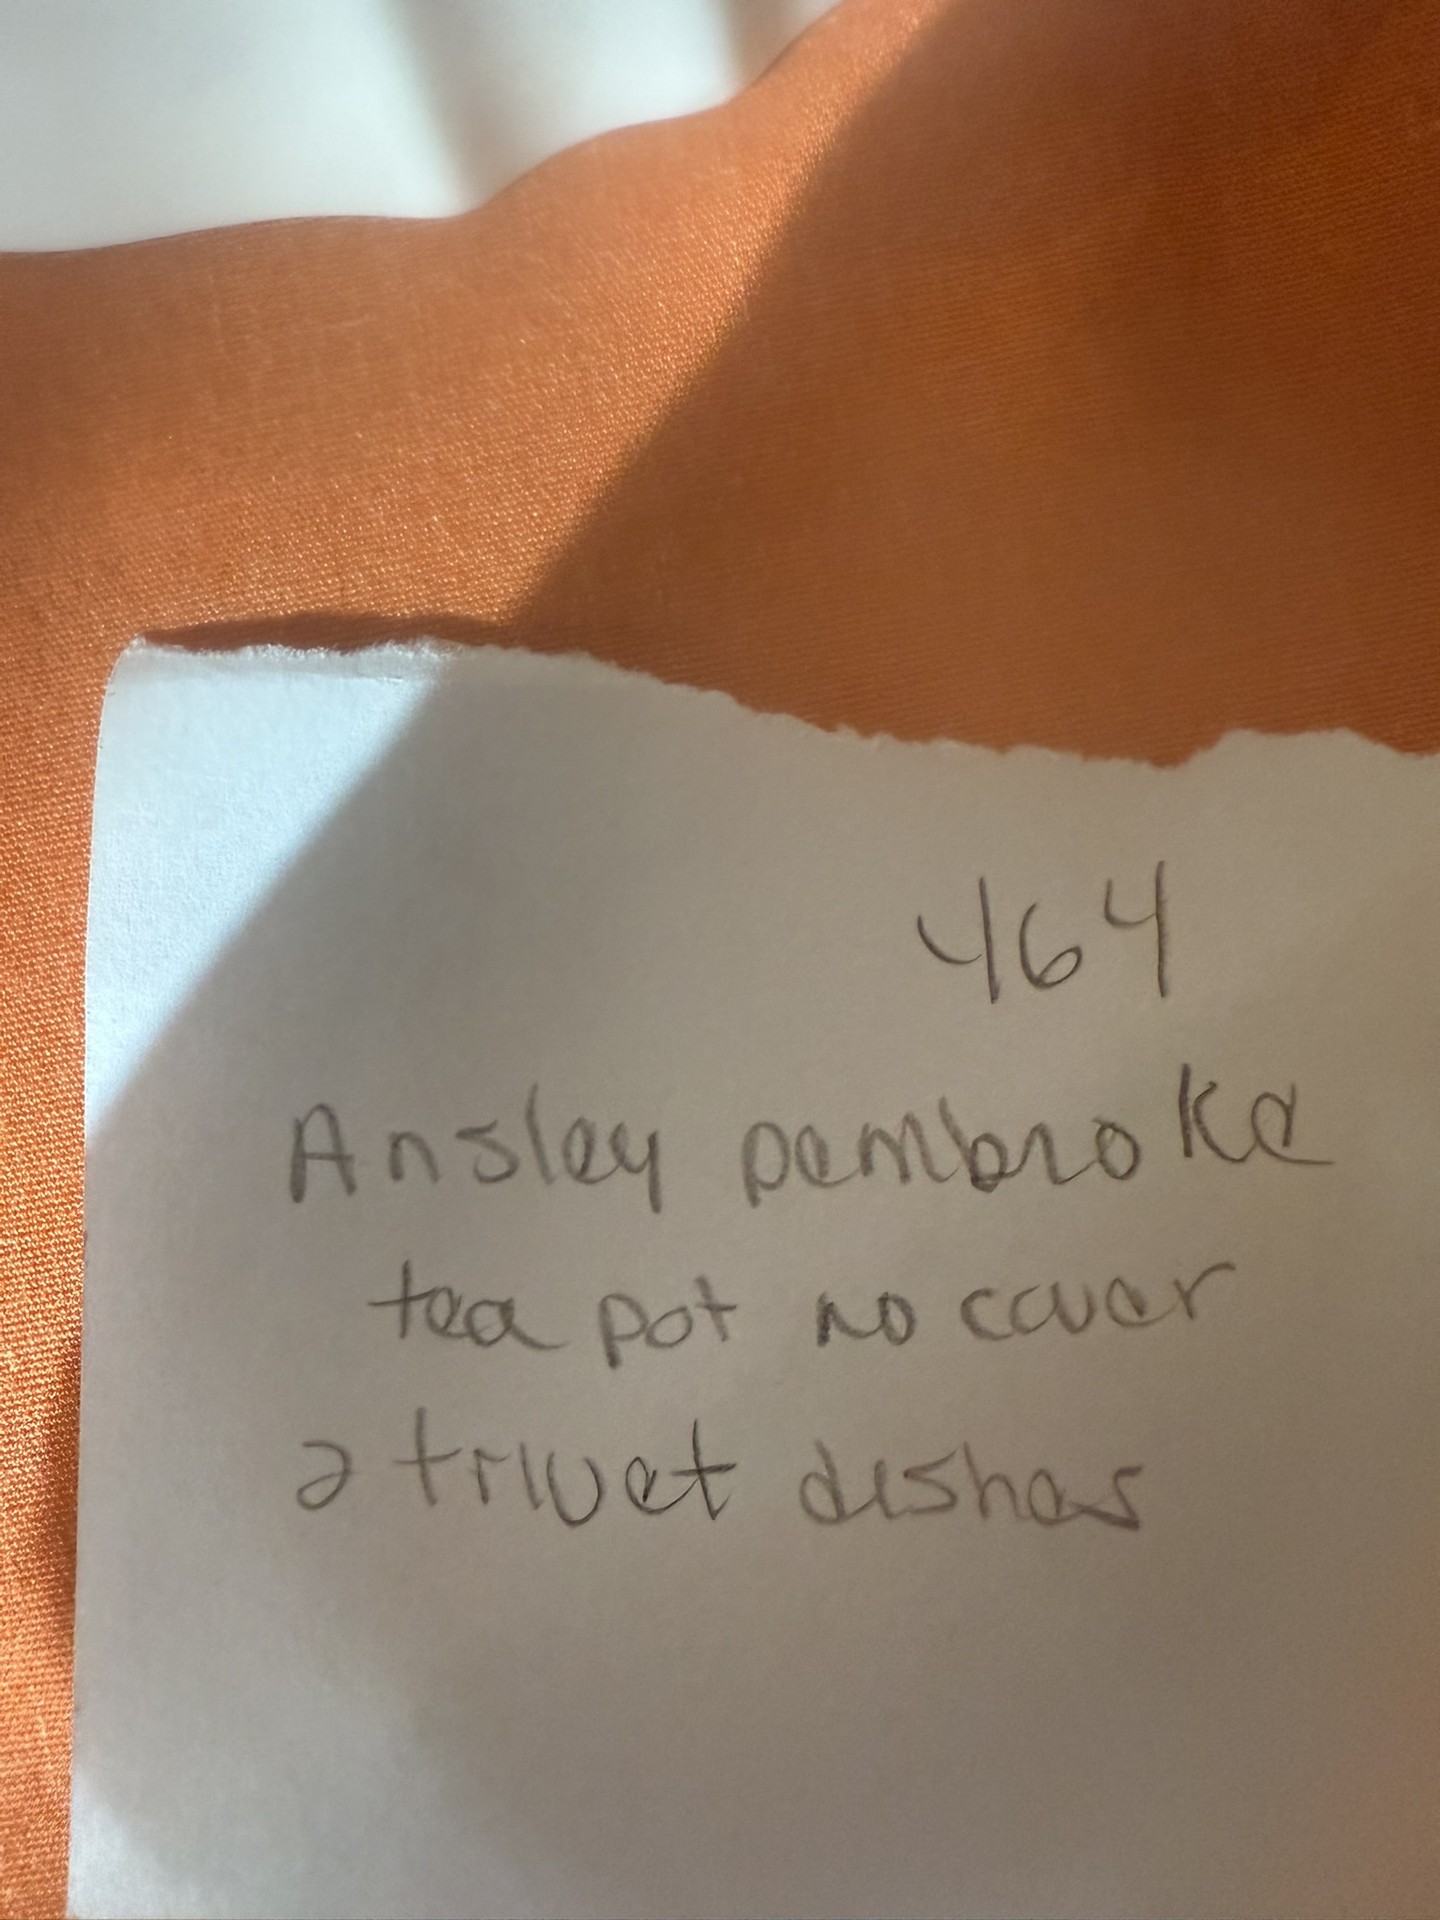 464
Ansley pembroke
tea pot no cover
2 trivet dishes